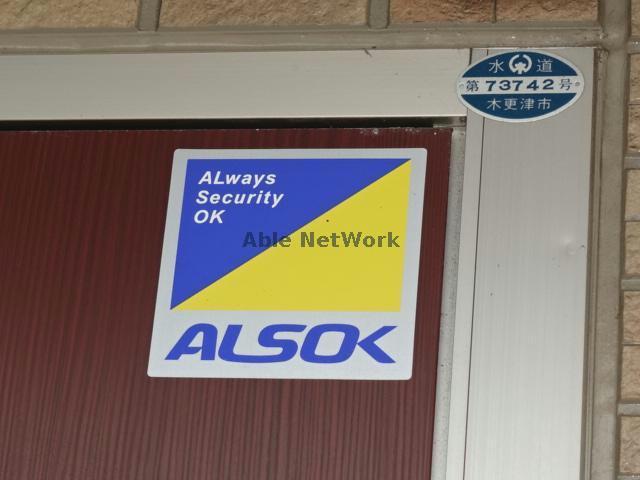 水道
第73742号
木更津市
ALways
Security
OK
Able NetWork
ALSOK